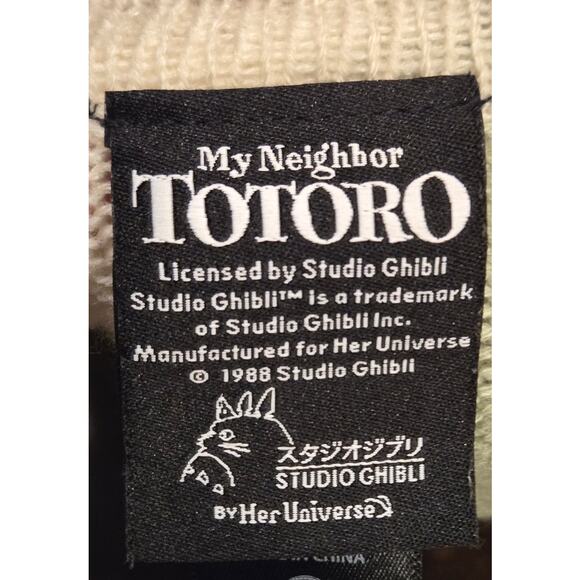 My Neighbor
TOTORO
Licensed by Studio Ghibli
Studio Ghibli™ is a trademark
of Studio Ghibli Inc.
Manufactured for Her Universe
© 1988 Studio Ghibli
スタジオジブリ
STUDIO GHIBLI
BY Her Universe
CHINA